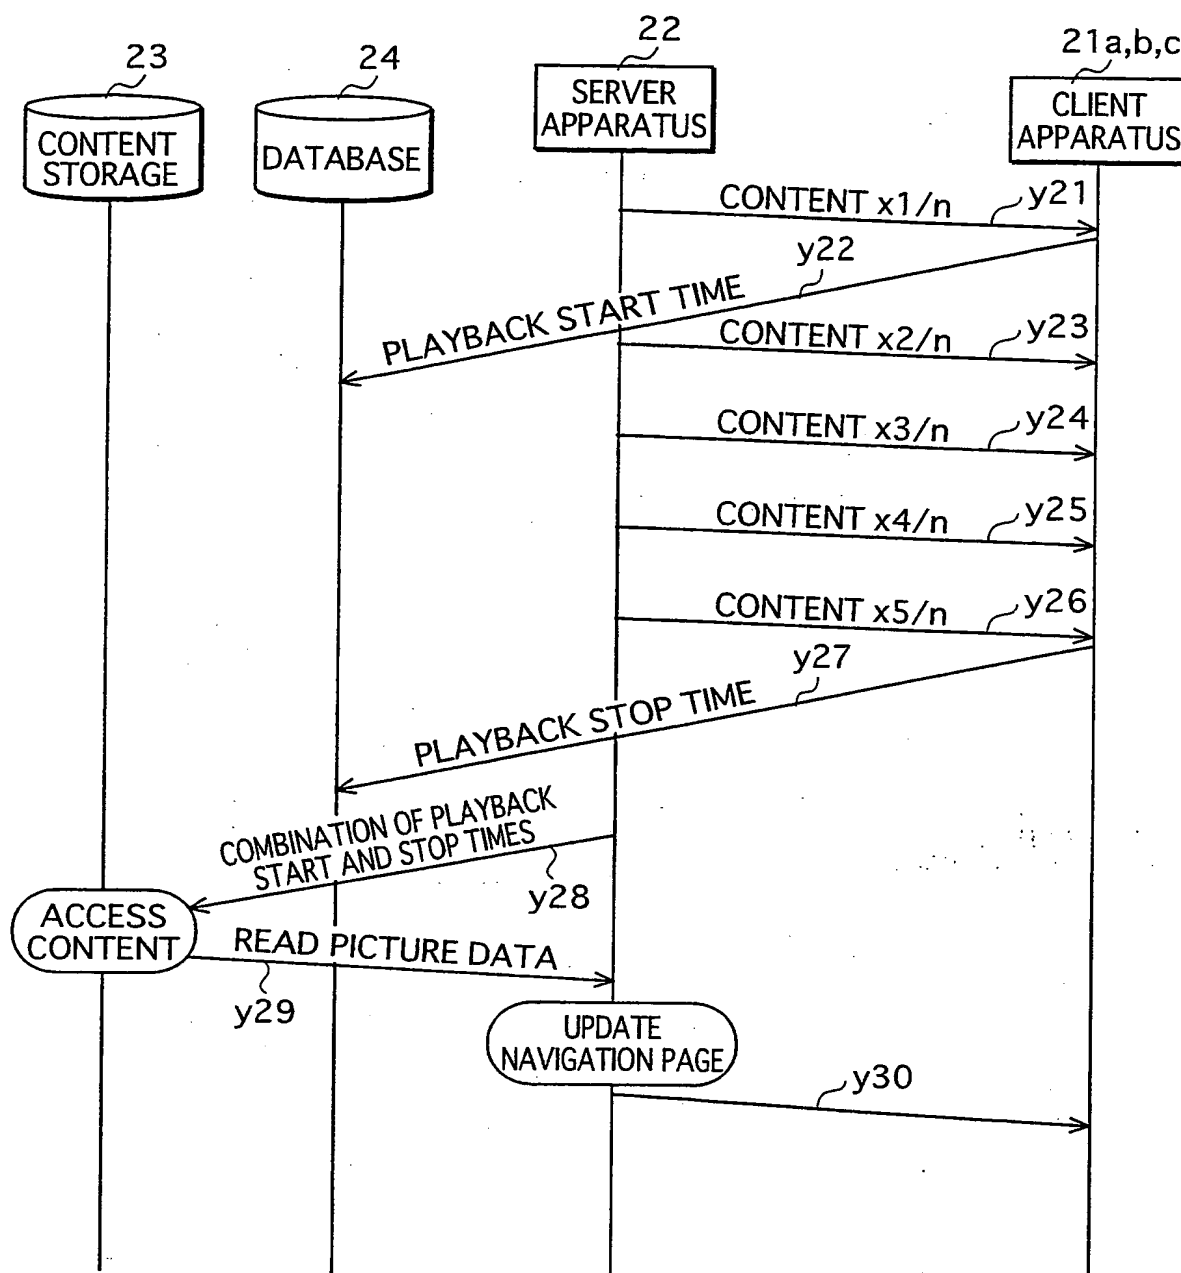 23
24
22
21a,b,c
CONTENT
STORAGE
DATABASE
SERVER
APPARATUS
CLIENT
APPARATUS
CONTENT x1/n
y21
y22
PLAYBACK START TIME
CONTENT x2/n
y23
CONTENT x3/n
y24
CONTENT x4/n
y25
CONTENT x5/n
y26
y27
PLAYBACK STOP TIME
COMBINATION OF PLAYBACK
START AND STOP TIMES
y28
ACCESS
CONTENT
READ PICTURE DATA
y29
UPDATE
NAVIGATION PAGE
y30